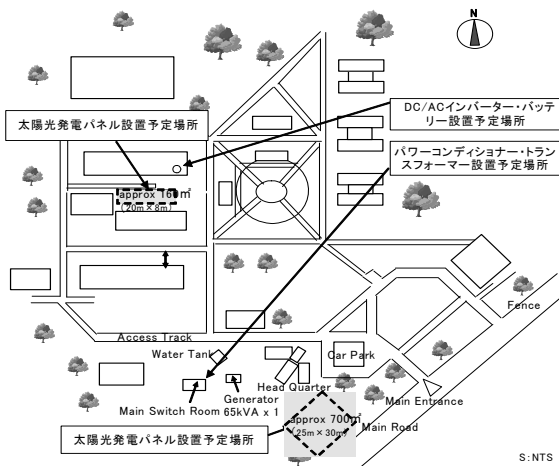 N
DC/ACインバーター・バッテ
リー設置予定場所
太陽光発電パネル設置予定場所
パワーコンディショナー・トラン
スフォーマー設置予定場所
approx 160㎡
(20m×8m)
Fence
Access Track
Water Tank
Car Park
Head Quarter
Generator
Main Switch Room 65kVA x 1
Main Entrance
approx 700㎡
Main Road
(25m×30m)
太陽光発電パネル設置予定場所
S:NTS